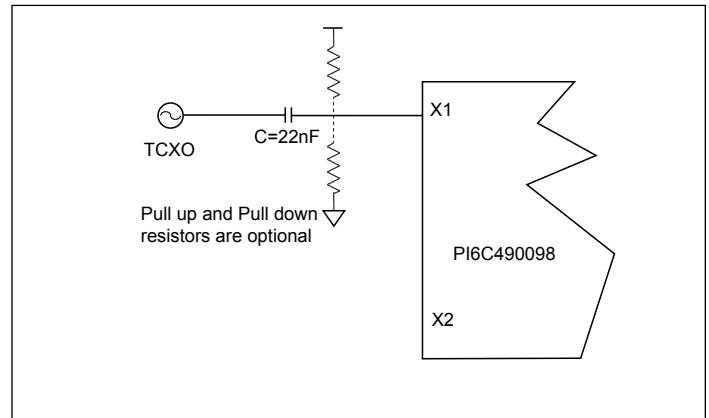 X1
C=22nF
TCXO
Pull up and Pull down
resistors are optional
PI6C490098
X2